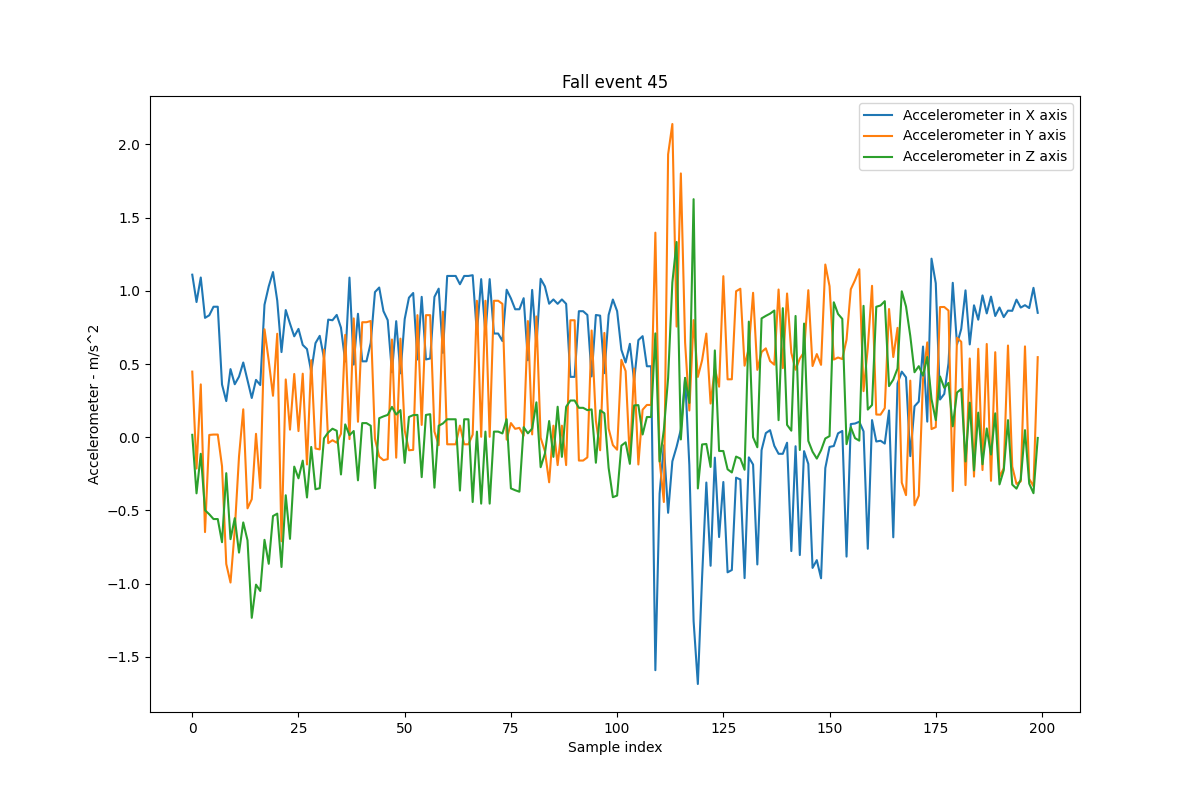 Fall event 45
Accelerometer in X axis
Accelerometer in Y axis
Accelerometer in Z axis
2.0
1.5
1.0
0.5
0.0
−0.5
−1.0
−1.5
Accelerometer - m/s^2
0 25 50 75 100 125 150 175 200
Sample index